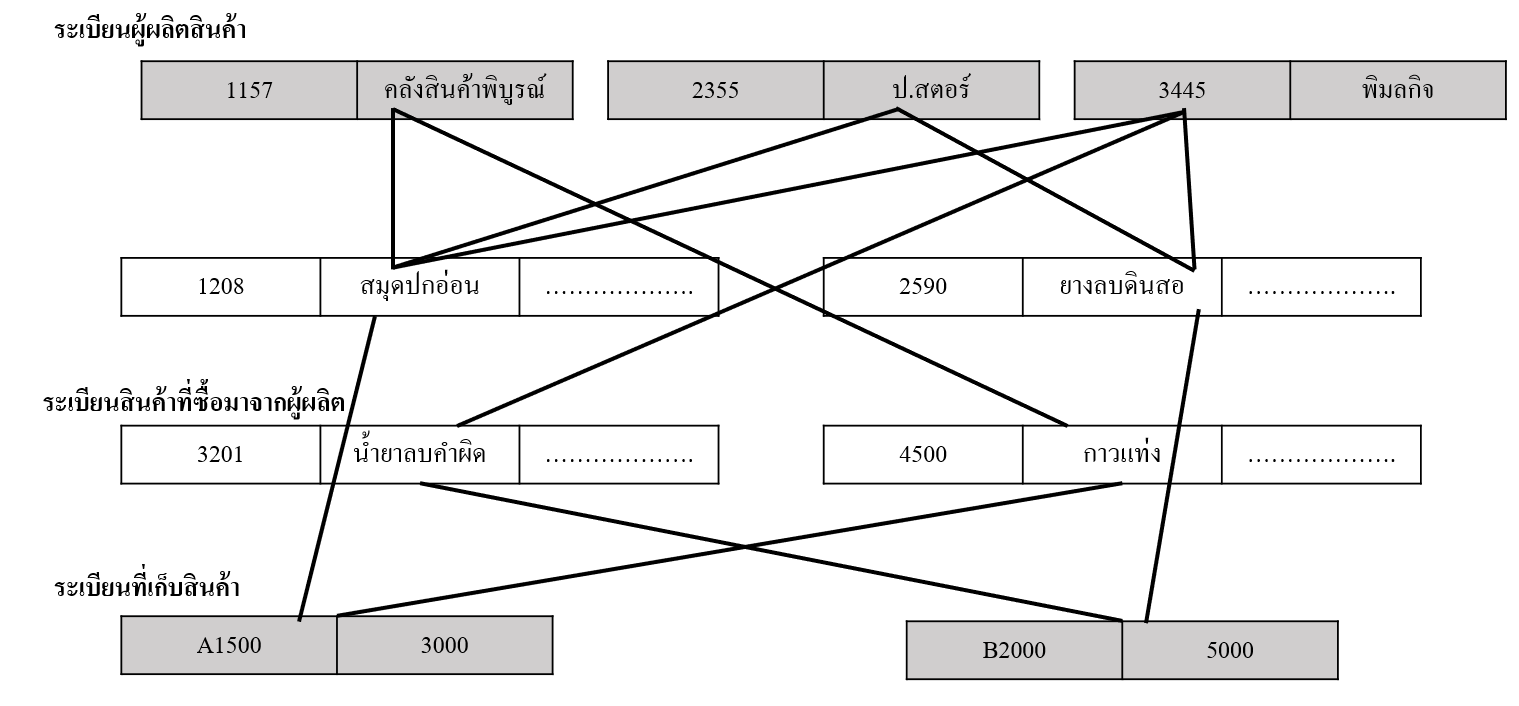 ระเบียนผู้ผลิตสินค้า
1157 คลังสินค้าพิบูรณ์ 2355 ป.สตอร์ 3445 พิมลกิจ
1208 สมุดปกอ่อน ................... 2590 ยางลบดินสอ ...................
ระเบียนสินค้าที่ซื้อมาจากผู้ผลิต
3201 น้ำยาลบคำผิด ................... 4500 กาวแท่ง ...................
ระเบียนที่เก็บสินค้า
A1500 3000 B2000 5000